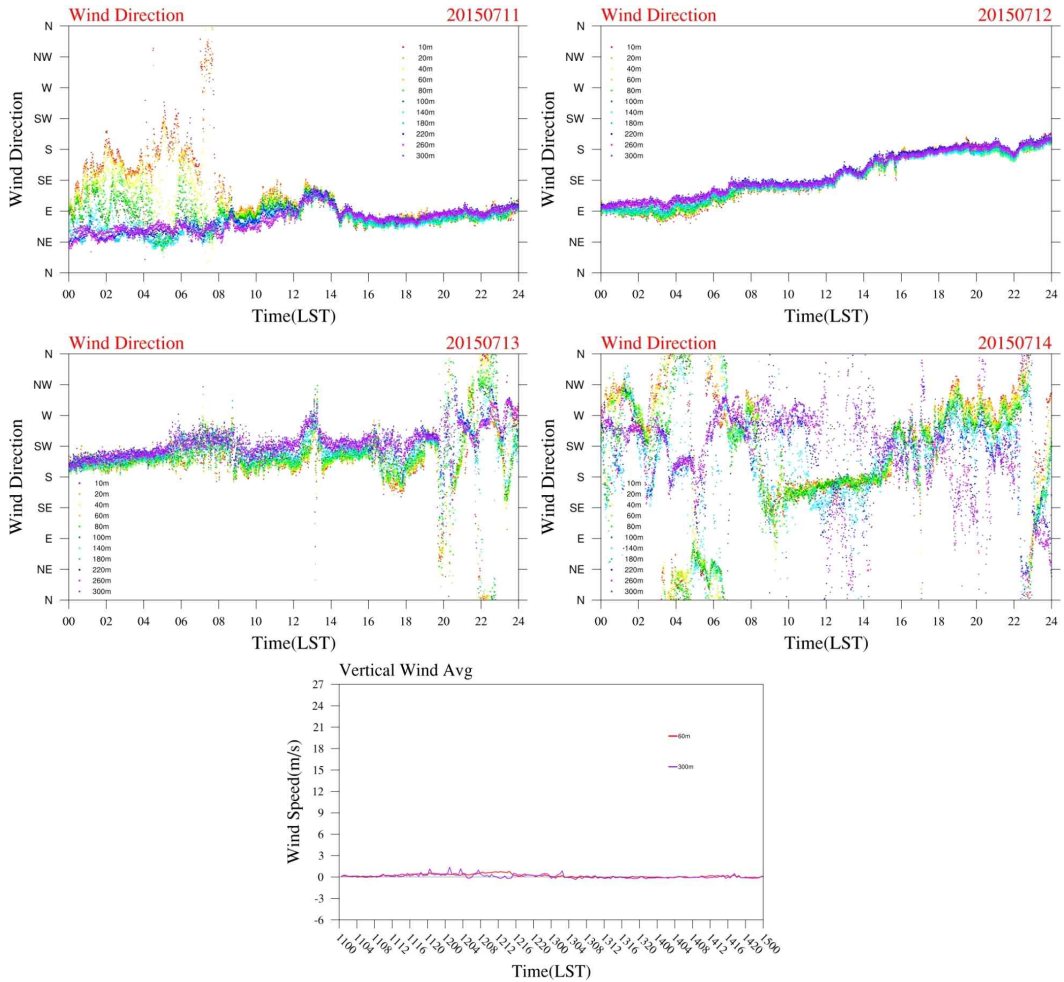 Wind Direction 20150711
Wind Direction
N
NW
W
SW
S
SE
E
NE
N
10m
20m
40m
60m
80m
100m
140m
180m
220m
260m
300m
00 02 04 06 08 10 12 14 16 18 20 22 24
Time(LST)
Wind Direction 20150712
Wind Direction
N
NW
W
SW
S
SE
E
NE
N
10m
20m
40m
60m
80m
100m
140m
180m
220m
260m
300m
00 02 04 06 08 10 12 14 16 18 20 22 24
Time(LST)
Wind Direction 20150713
Wind Direction
N
NW
W
SW
S
SE
E
NE
N
10m
20m
40m
60m
80m
100m
140m
180m
220m
260m
300m
00 02 04 06 08 10 12 14 16 18 20 22 24
Time(LST)
Wind Direction 20150714
Wind Direction
N
NW
W
SW
S
SE
E
NE
N
10m
20m
40m
60m
80m
100m
140m
180m
220m
260m
300m
00 02 04 06 08 10 12 14 16 18 20 22 24
Time(LST)
Vertical Wind Avg
Wind Speed(m/s)
27
24
21
18
15
12
9
6
3
0
-3
-6
60m
300m
1100 1104 1108 1112 1116 1120 1200 1204 1208 1212 1216 1220 1300 1304 1308 1312 1316 1320 1400 1404 1408 1412 1416 1420 1500
Time(LST)